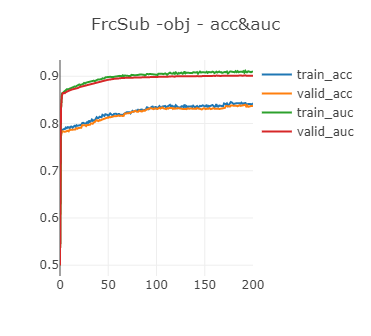 FrcSub -obj - acc&auc
0.9
0.8
0.7
0.6
0.5
0
50
100
150
200
train_acc
valid_acc
train_auc
valid_auc